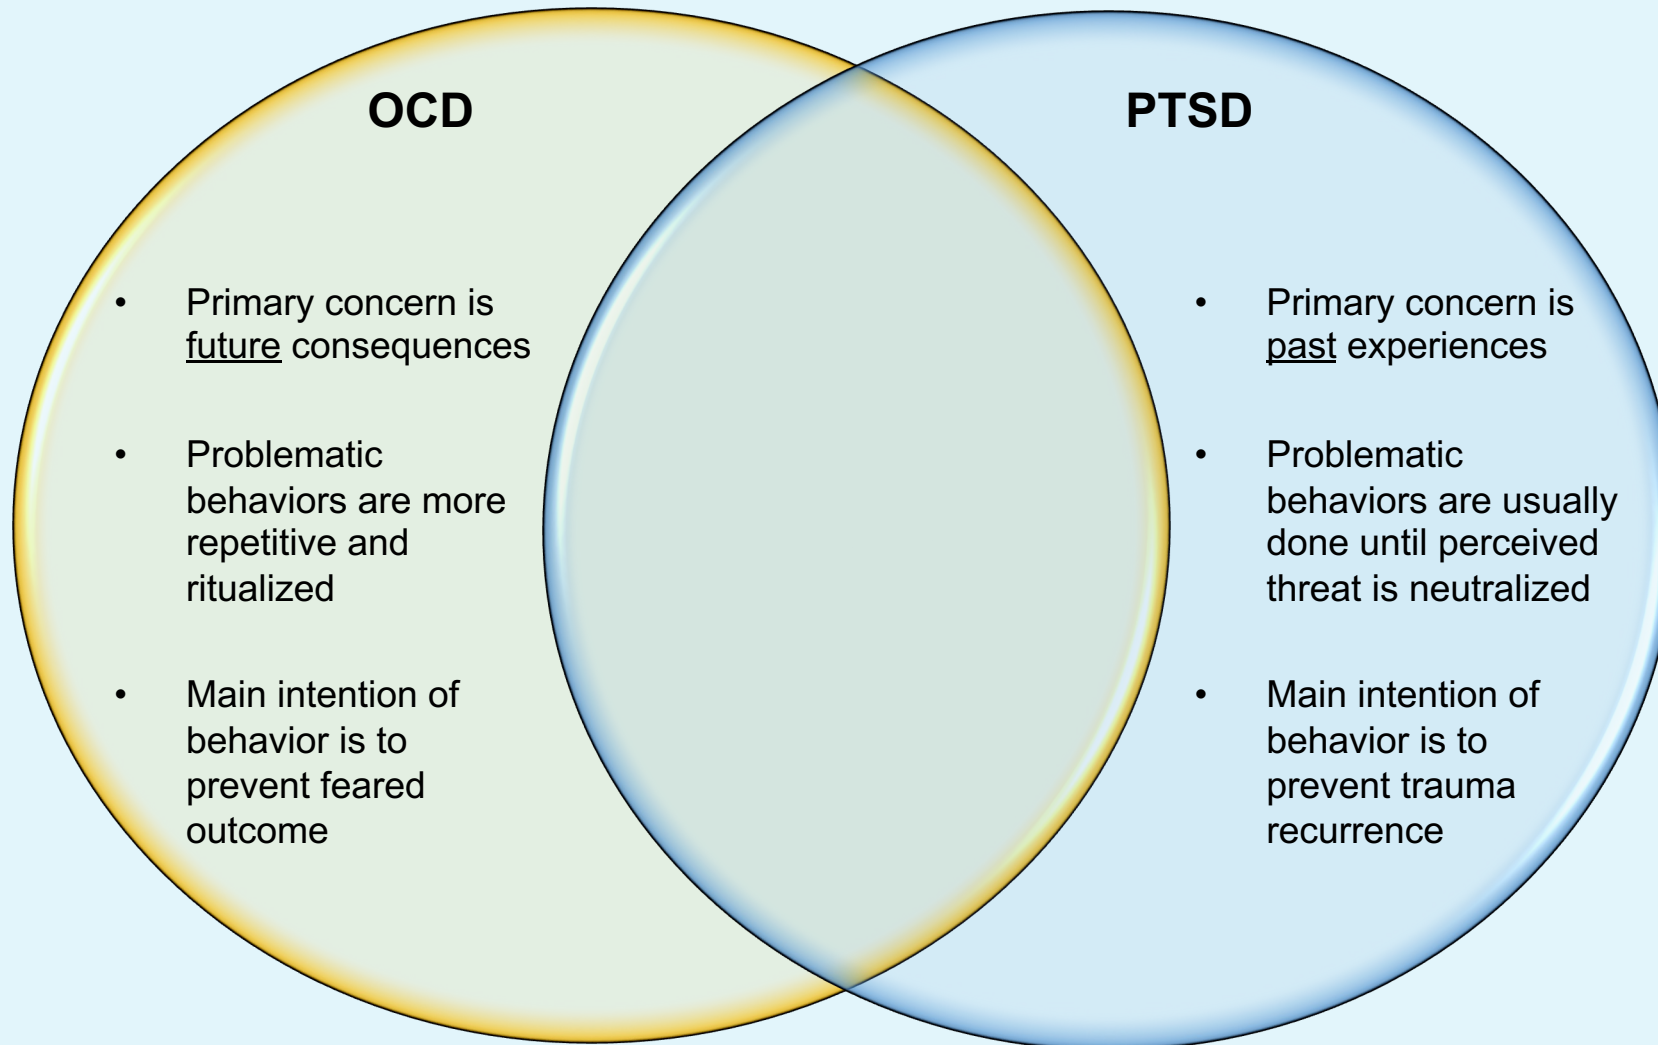 OCD
• Primary concern is
future consequences
• Problematic
behaviors are more
repetitive and
ritualized
• Main intention of
behavior is to
prevent feared
outcome
PTSD
• Primary concern is
past experiences
• Problematic
behaviors are usually
done until perceived
threat is neutralized
• Main intention of
behavior is to
prevent trauma
recurrence